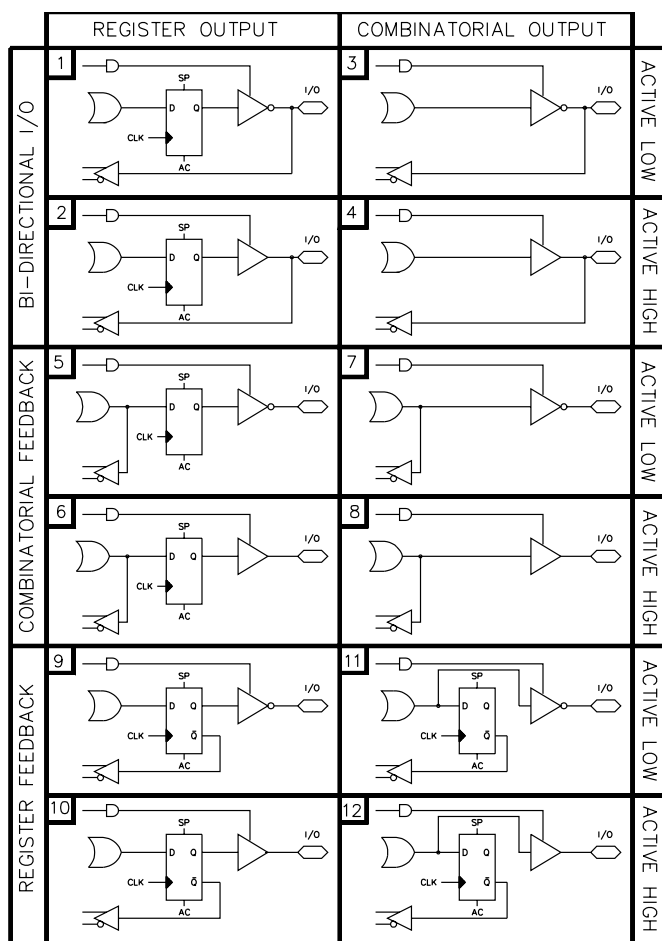 REGISTER OUTPUT
COMBINATORIAL OUTPUT
BI-DIRECTIONAL I/O
1
SP
D Q
CLK
AC
I/O
3
I/O
ACTIVE LOW
2
SP
D Q
CLK
AC
I/O
4
I/O
ACTIVE HIGH
COMBINATORIAL FEEDBACK
5
SP
D Q
CLK
AC
I/O
7
I/O
ACTIVE LOW
6
SP
D Q
CLK
AC
I/O
8
I/O
ACTIVE HIGH
REGISTER FEEDBACK
9
SP
D Q
CLK Q̅
AC
I/O
11
SP
D Q
CLK Q̅
AC
I/O
ACTIVE LOW
10
SP
D Q
CLK Q̅
AC
I/O
12
SP
D Q
CLK Q̅
AC
I/O
ACTIVE HIGH